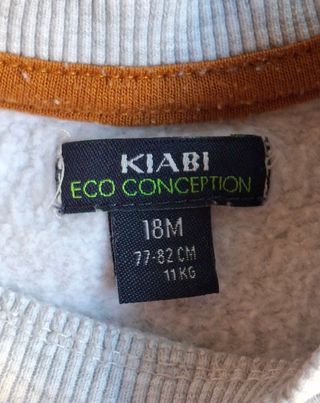 KIABI
ECO CONCEPTION
18M
77-82 CM
11 KG